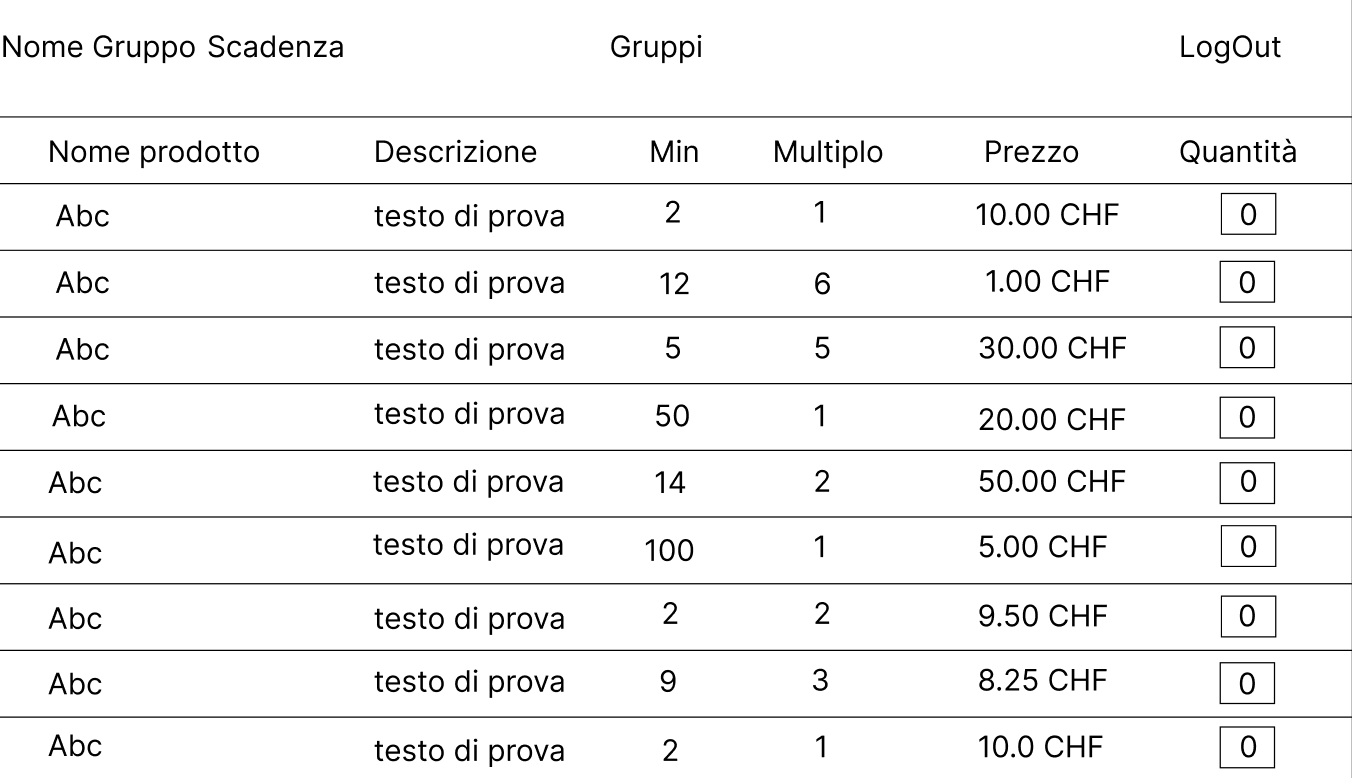 Nome Gruppo Scadenza Gruppi LogOut
Nome prodotto Descrizione Min Multiplo Prezzo Quantità
Abc testo di prova 2 1 10.00 CHF 0
Abc testo di prova 12 6 1.00 CHF 0
Abc testo di prova 5 5 30.00 CHF 0
Abc testo di prova 50 1 20.00 CHF 0
Abc testo di prova 14 2 50.00 CHF 0
Abc testo di prova 100 1 5.00 CHF 0
Abc testo di prova 2 2 9.50 CHF 0
Abc testo di prova 9 3 8.25 CHF 0
Abc testo di prova 2 1 10.0 CHF 0